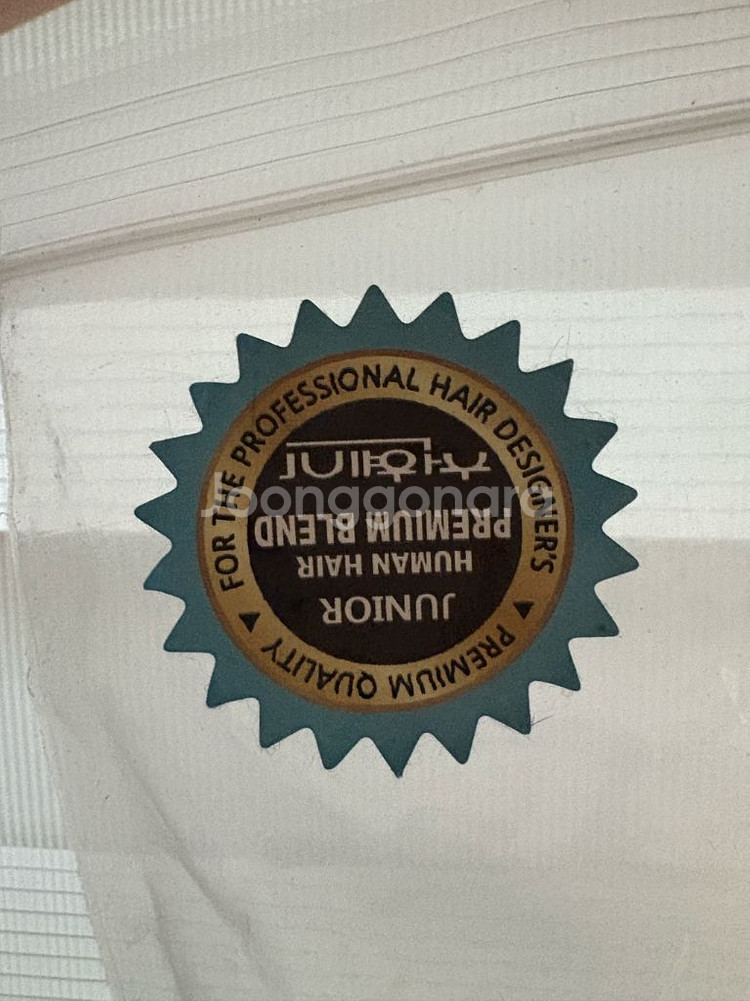 FOR THE PROFESSIONAL HAIR DESIGNER'S
JUNIOR
HUMAN HAIR
PREMIUM BLEND
PREMIUM QUALITY
Joonggonara